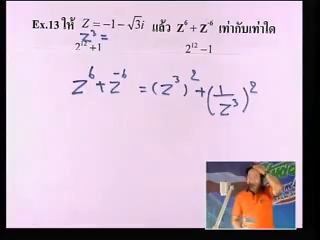 Ex.13 ให้ Z = -1 - √3i แล้ว Z⁶ + Z⁻⁶ เท่ากับเท่าใด
Z³ =
2¹² + 1 2¹² - 1
Z⁶ + Z⁻⁶ = (Z³)² + (1/Z³)²